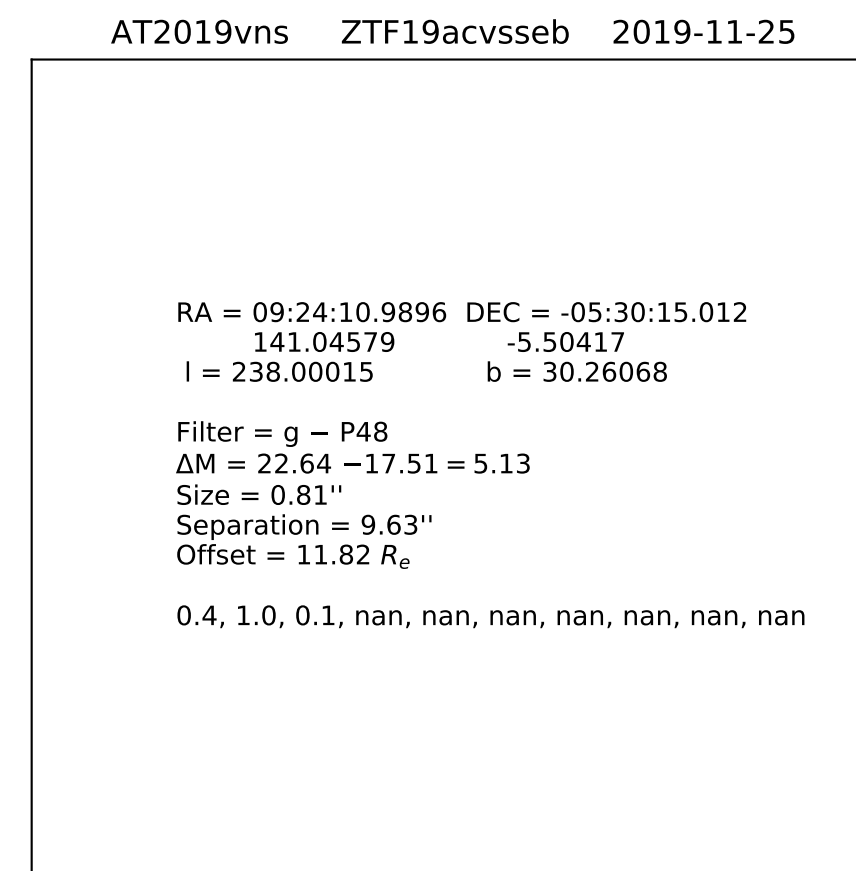 AT2019vns ZTF19acvsseb 2019-11-25
RA = 09:24:10.9896 DEC = -05:30:15.012
141.04579 -5.50417
l = 238.00015 b = 30.26068
Filter = g − P48
ΔM = 22.64 −17.51 = 5.13
Size = 0.81''
Separation = 9.63''
Offset = 11.82 Rₑ
0.4, 1.0, 0.1, nan, nan, nan, nan, nan, nan, nan